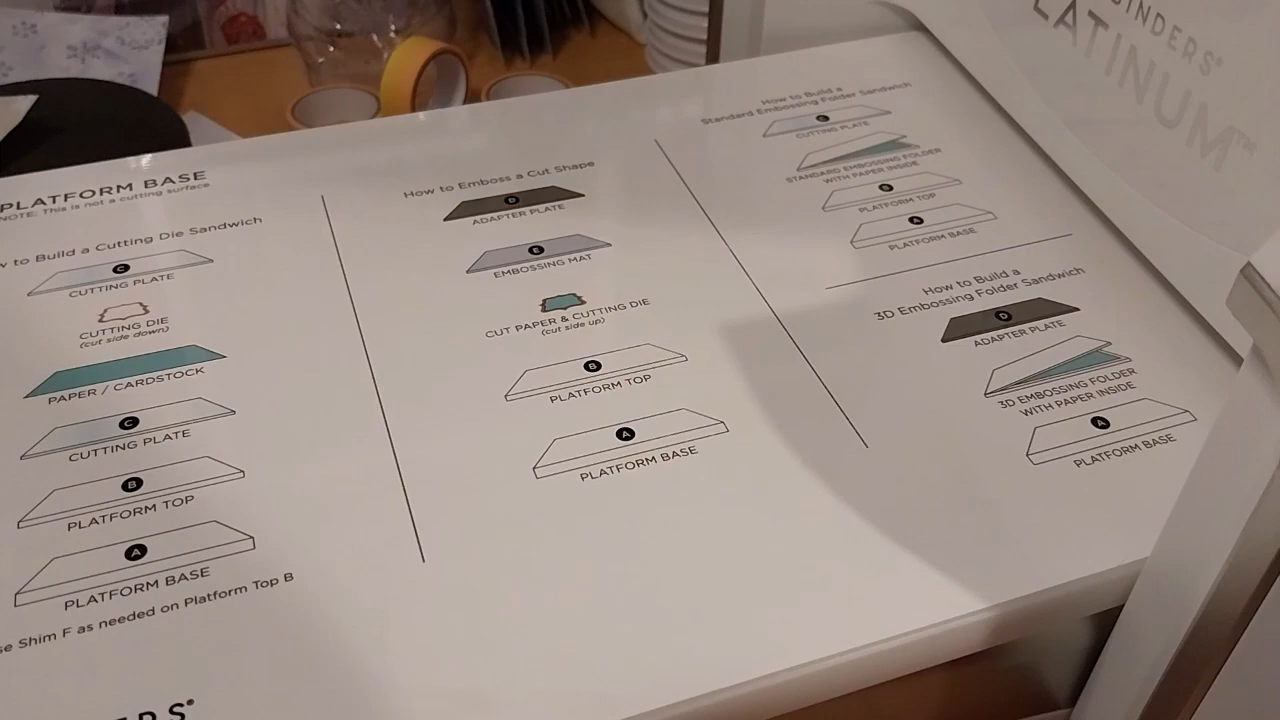 PLATFORM BASE
NOTE: This is not a cutting surface
to Build a Cutting Die Sandwich
C
CUTTING PLATE
CUTTING DIE
(cut side down)
PAPER / CARDSTOCK
C
CUTTING PLATE
B
PLATFORM TOP
A
PLATFORM BASE
Shim F as needed on Platform Top B
How to Emboss a Cut Shape
D
ADAPTER PLATE
E
EMBOSSING MAT
CUT PAPER & CUTTING DIE
(cut side up)
B
PLATFORM TOP
A
PLATFORM BASE
How to Build a
Standard Embossing Folder Sandwich
C
CUTTING PLATE
STANDARD EMBOSSING FOLDER
WITH PAPER INSIDE
B
PLATFORM TOP
A
PLATFORM BASE
How to Build a
3D Embossing Folder Sandwich
D
ADAPTER PLATE
3D EMBOSSING FOLDER
WITH PAPER INSIDE
A
PLATFORM BASE
BINDERS®
LATINUM™
ERS®